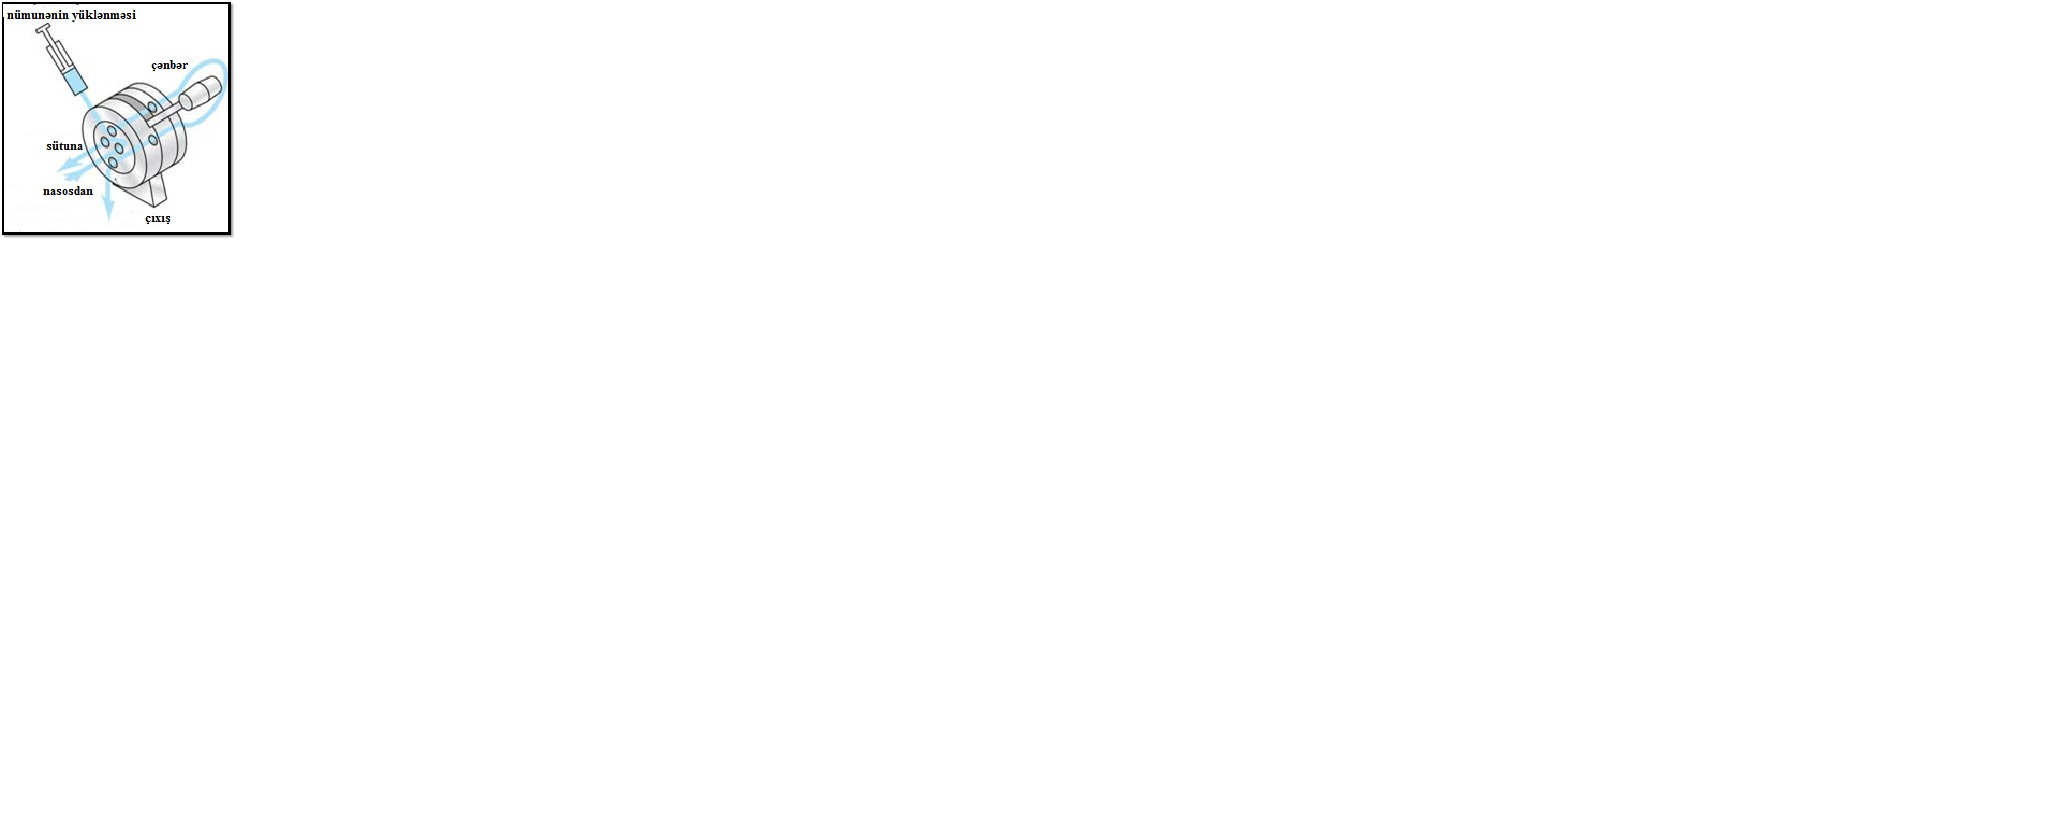 nümunənin yüklənməsi
çənbər
sütuna
nasosdan
çıxış